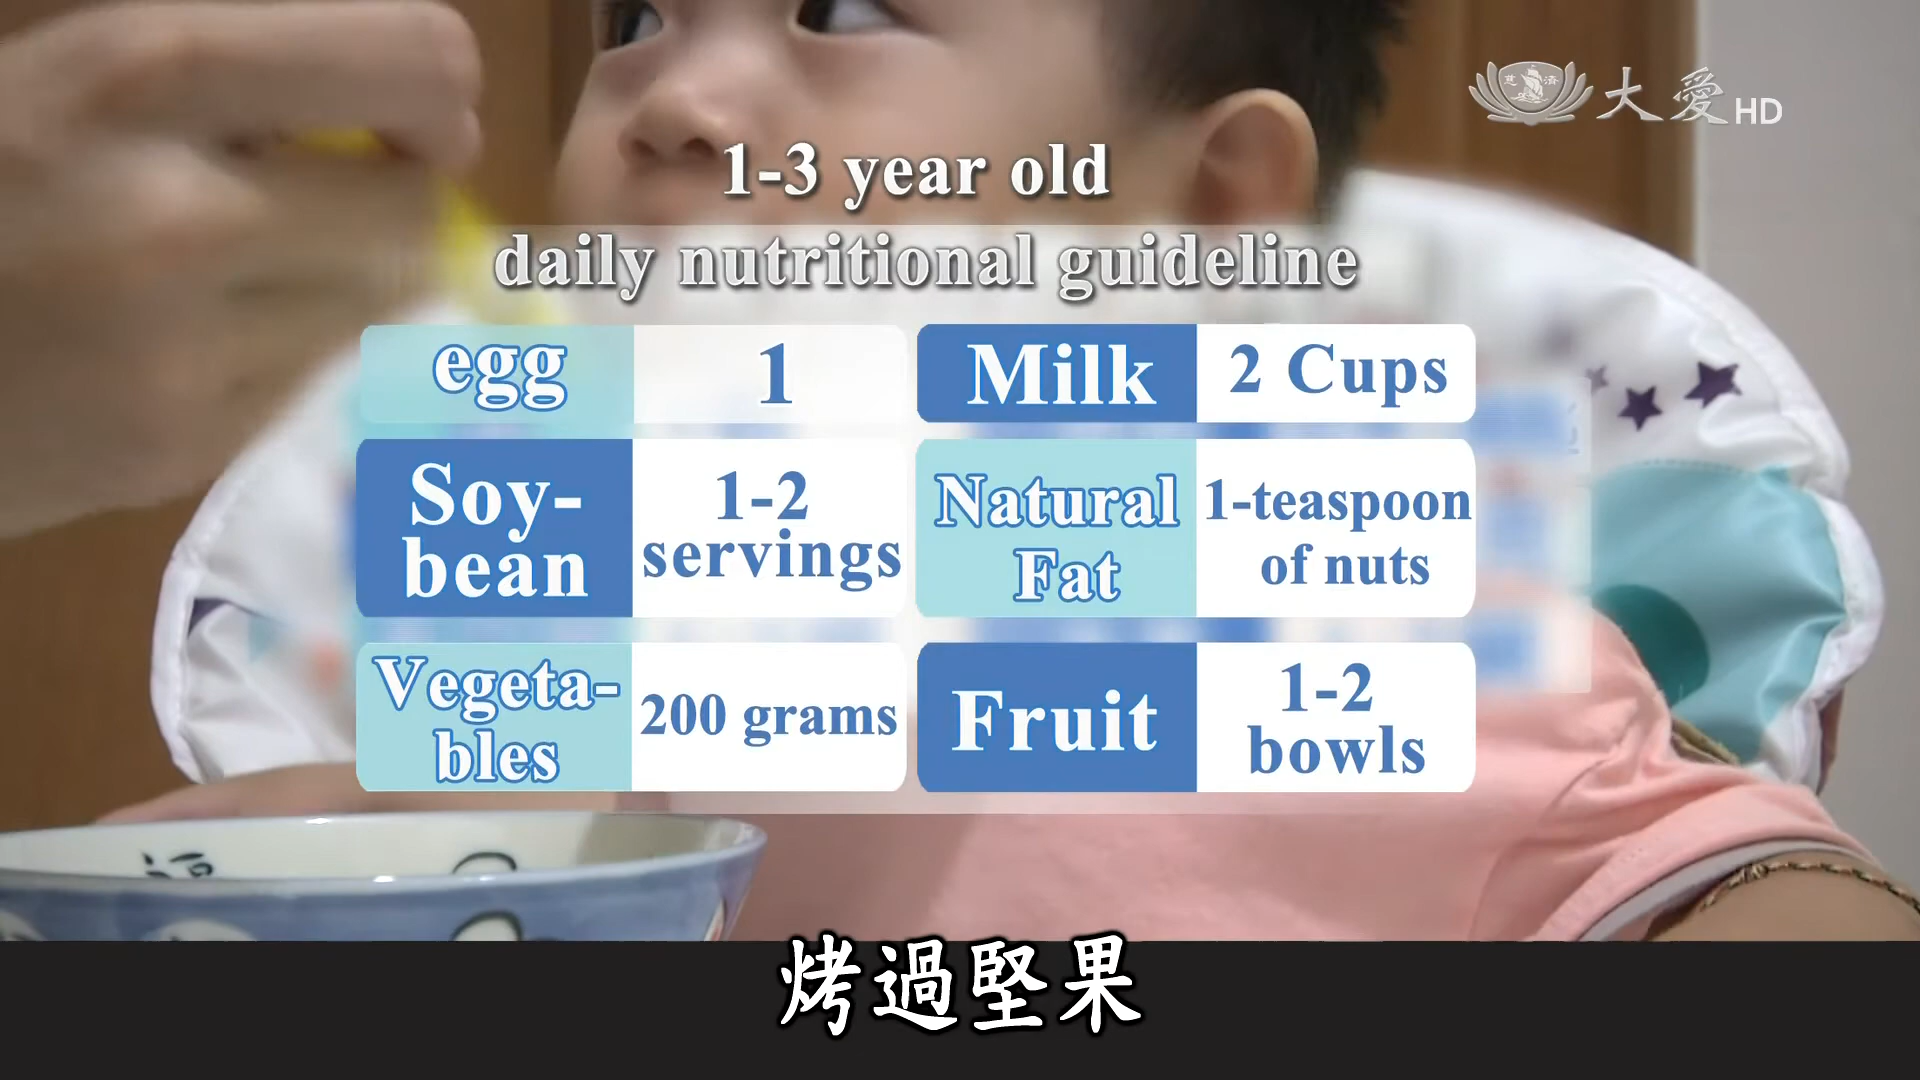 慈濟
大愛HD
1-3 year old
daily nutritional guideline
egg
1
Milk
2 Cups
Soy-
bean
1-2
servings
Natural
Fat
1-teaspoon
of nuts
Vegeta-
bles
200 grams
Fruit
1-2
bowls
烤過堅果